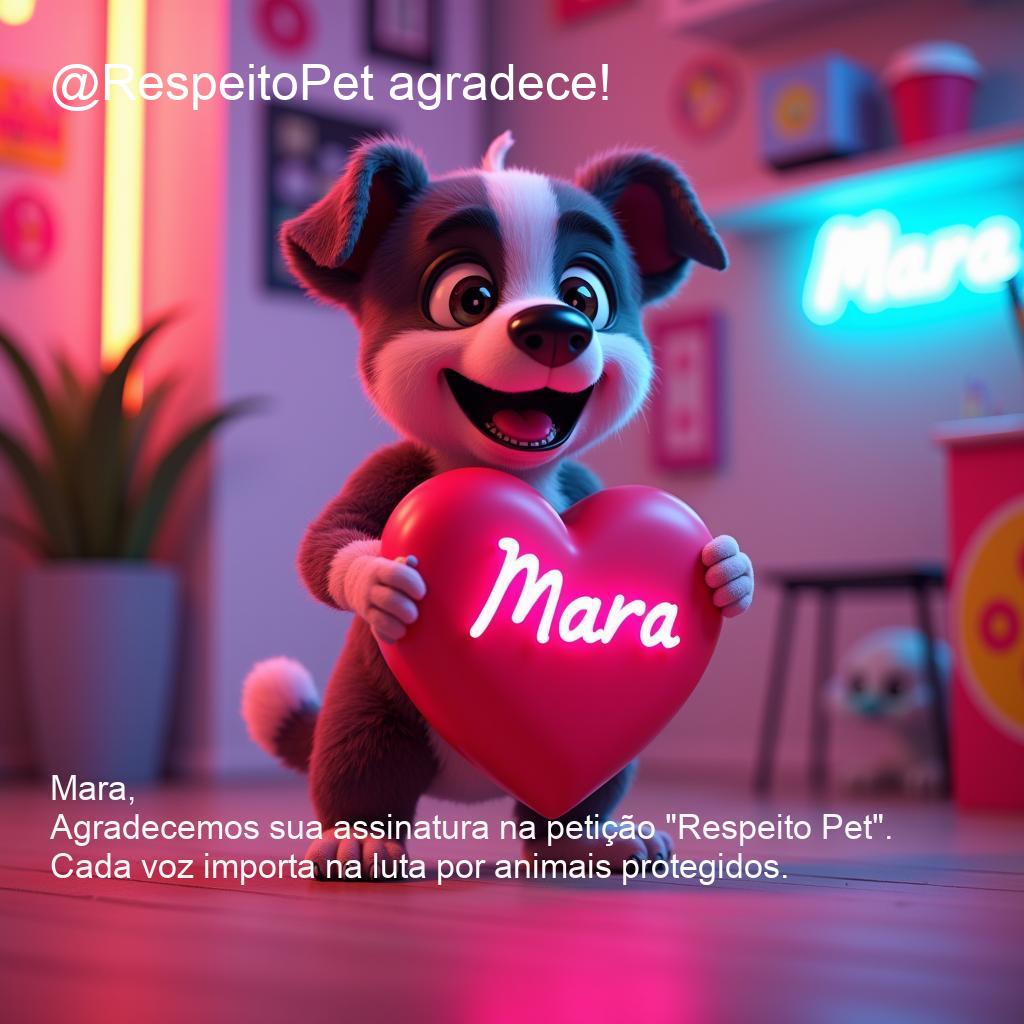 @RespeitoPet agradece!
Mara
Mara
Mara,
Agradecemos sua assinatura na petição "Respeito Pet".
Cada voz importa na luta por animais protegidos.